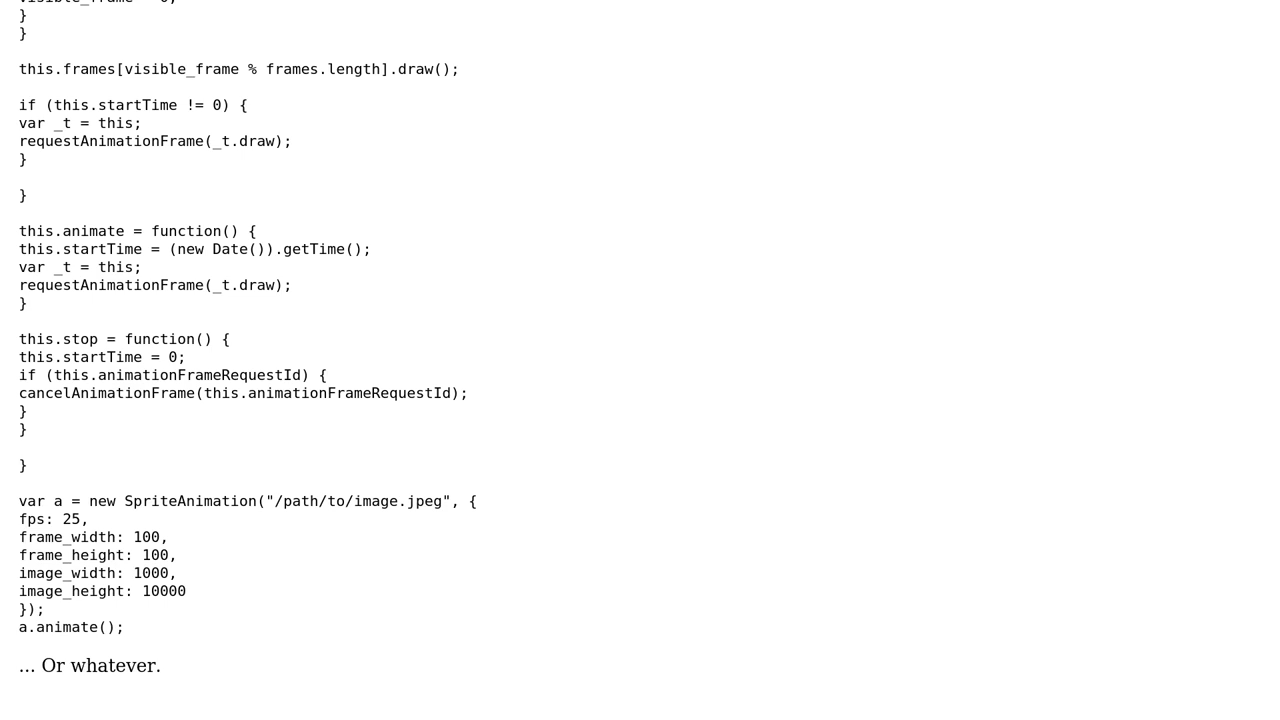 }
}
this.frames[visible_frame % frames.length].draw();
if (this.startTime != 0) {
var _t = this;
requestAnimationFrame(_t.draw);
}
}
this.animate = function() {
this.startTime = (new Date()).getTime();
var _t = this;
requestAnimationFrame(_t.draw);
}
this.stop = function() {
this.startTime = 0;
if (this.animationFrameRequestId) {
cancelAnimationFrame(this.animationFrameRequestId);
}
}
}
var a = new SpriteAnimation("/path/to/image.jpeg", {
fps: 25,
frame_width: 100,
frame_height: 100,
image_width: 1000,
image_height: 10000
});
a.animate();
... Or whatever.